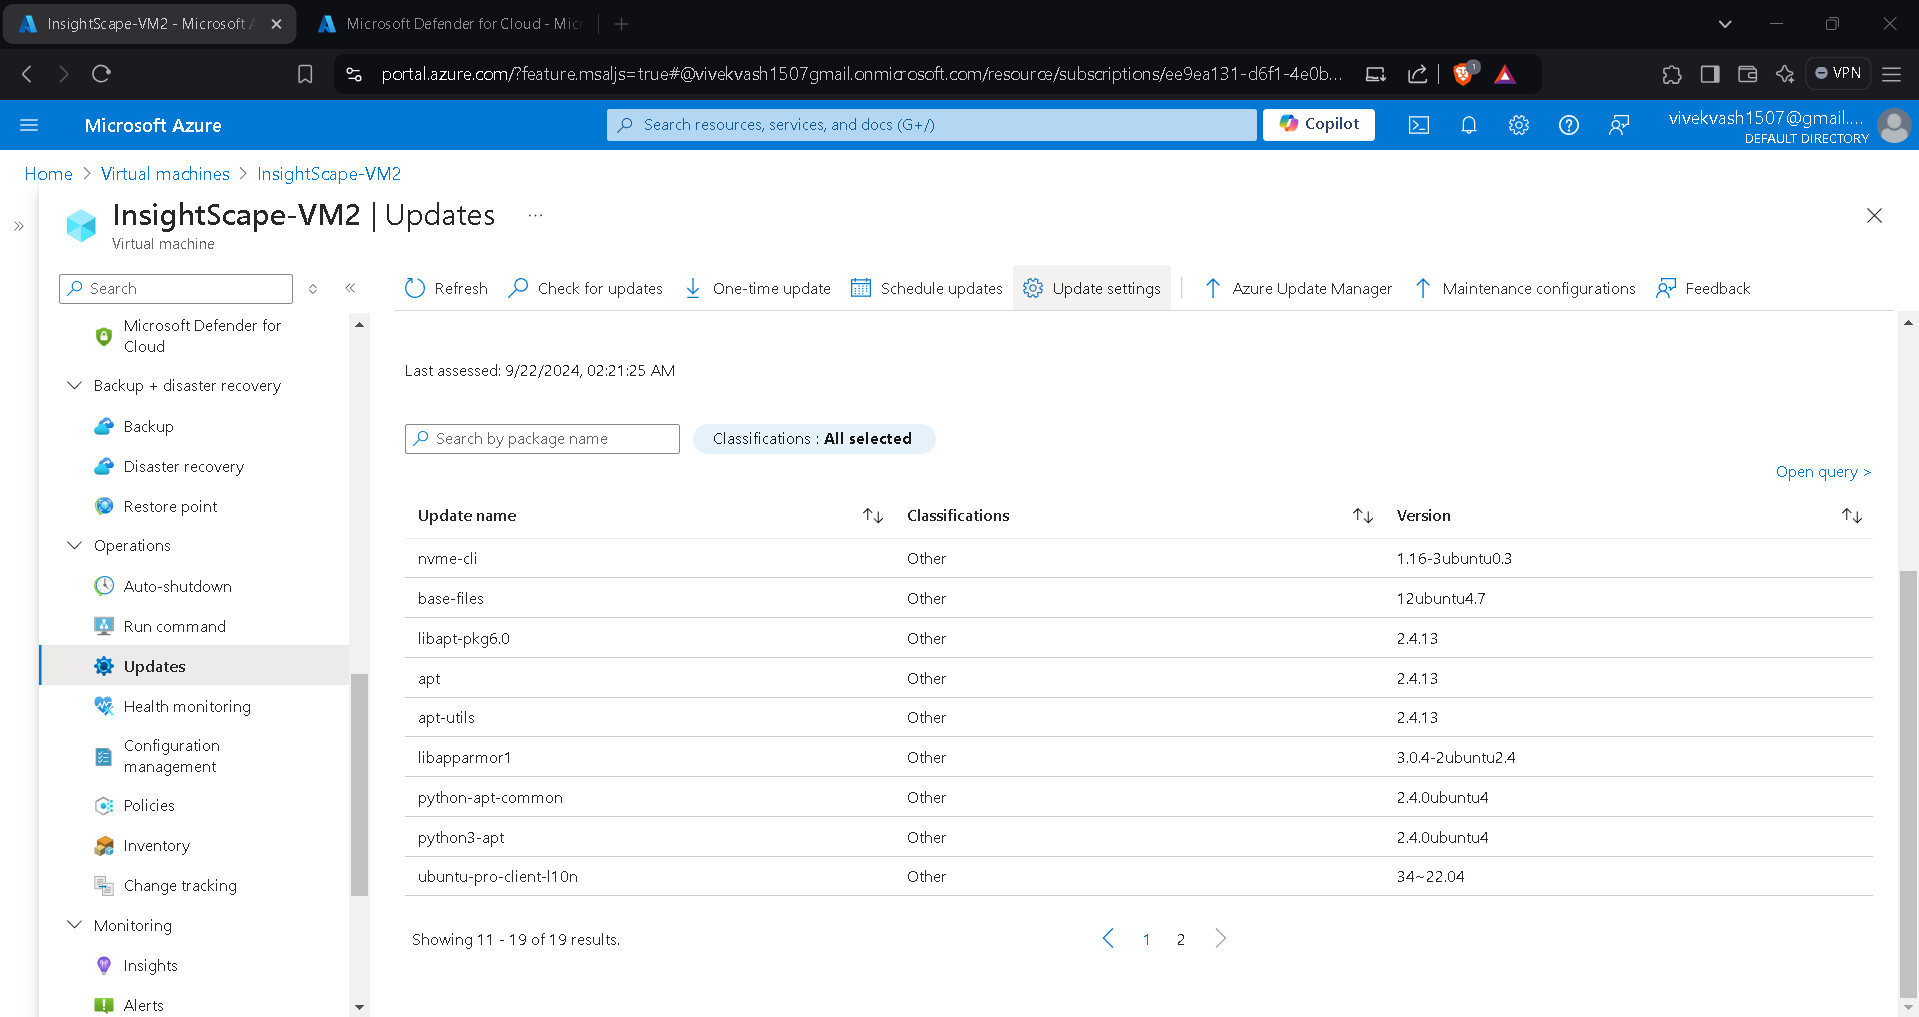 InsightScape-VM2 - Microsoft A
Microsoft Defender for Cloud - Mic
portal.azure.com/?feature.msaljs=true#@vivekvash1507gmail.onmicrosoft.com/resource/subscriptions/ee9ea131-d6f1-4e0b...
1
VPN
Microsoft Azure
Search resources, services, and docs (G+/)
Copilot
vivekvash1507@gmail....
DEFAULT DIRECTORY
Home > Virtual machines > InsightScape-VM2
InsightScape-VM2 | Updates ...
Virtual machine
Search
Refresh
Check for updates
One-time update
Schedule updates
Update settings
Azure Update Manager
Maintenance configurations
Feedback
Microsoft Defender for
Cloud
Backup + disaster recovery
Backup
Disaster recovery
Restore point
Operations
Auto-shutdown
Run command
Updates
Health monitoring
Configuration
management
Policies
Inventory
Change tracking
Monitoring
Insights
Alerts
Last assessed: 9/22/2024, 02:21:25 AM
Search by package name
Classifications : All selected
Open query >
Update name Classifications Version
nvme-cli Other 1.16-3ubuntu0.3
base-files Other 12ubuntu4.7
libapt-pkg6.0 Other 2.4.13
apt Other 2.4.13
apt-utils Other 2.4.13
libapparmor1 Other 3.0.4-2ubuntu2.4
python-apt-common Other 2.4.0ubuntu4
python3-apt Other 2.4.0ubuntu4
ubuntu-pro-client-l10n Other 34~22.04
Showing 11 - 19 of 19 results.
1 2